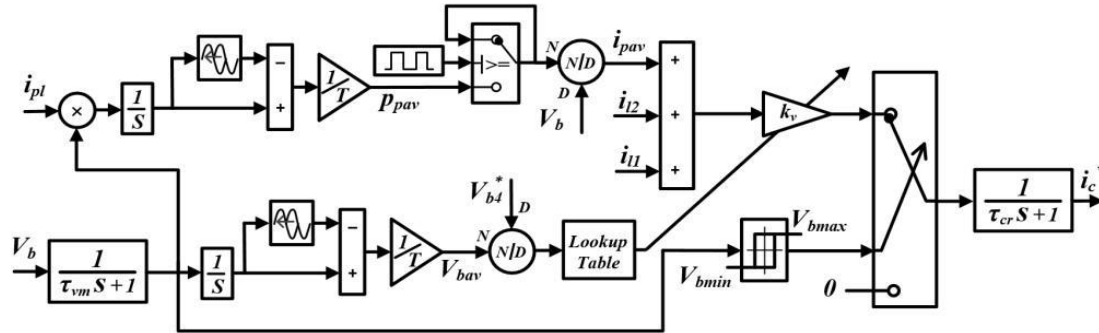 i_pl
×
1/S
−
+
1/T
p_pav
>=
N
N/D
D
V_b
i_pav
i_l2
i_l1
+
+
+
k_v
V_b
1/(τ_vm S+1)
1/S
−
+
1/T
V_bav
V_b4*
D
N
N/D
Lookup
Table
V_bmax
V_bmin
0
1/(τ_cr S+1)
i_c